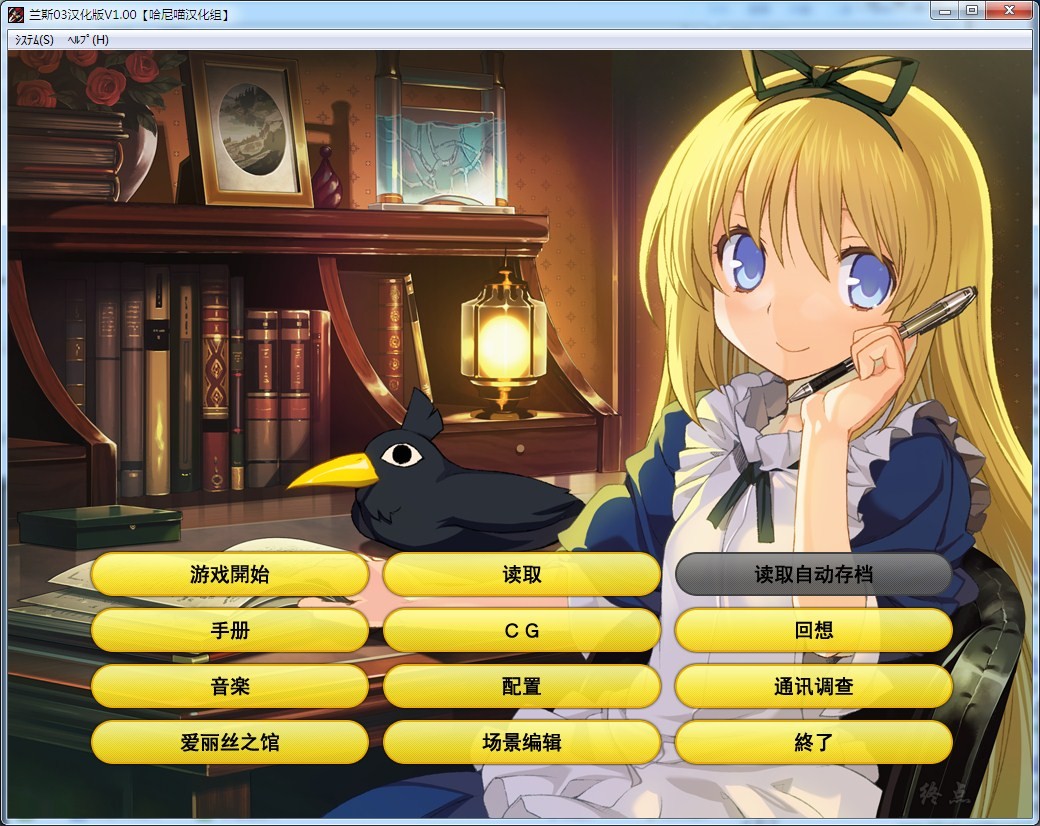 兰斯03汉化版V1.00【哈尼喵汉化组】
ｼｽﾃﾑ(S) ﾍﾙﾌﾟ(H)
游戏開始 读取 读取自动存档
手册 ＣＧ 回想
音楽 配置 通讯调查
爱丽丝之馆 场景编辑 終了
终点